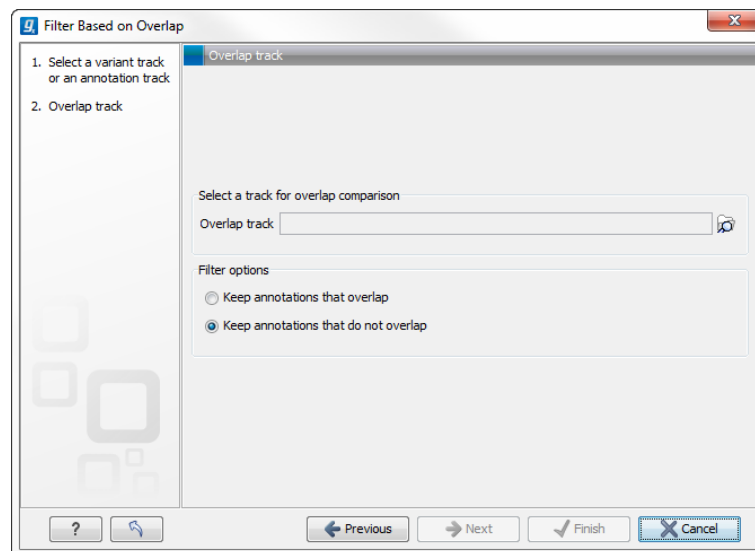 Filter Based on Overlap
1. Select a variant track
or an annotation track
2. Overlap track
Overlap track
Select a track for overlap comparison
Overlap track
Filter options
Keep annotations that overlap
Keep annotations that do not overlap
? Previous Next Finish Cancel